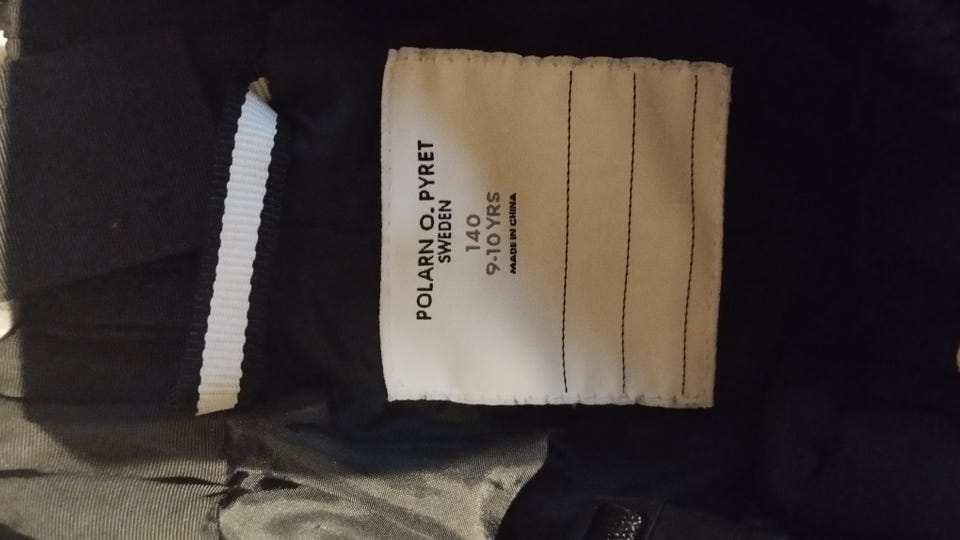 POLARN O. PYRET
SWEDEN
140
9-10 YRS
MADE IN CHINA